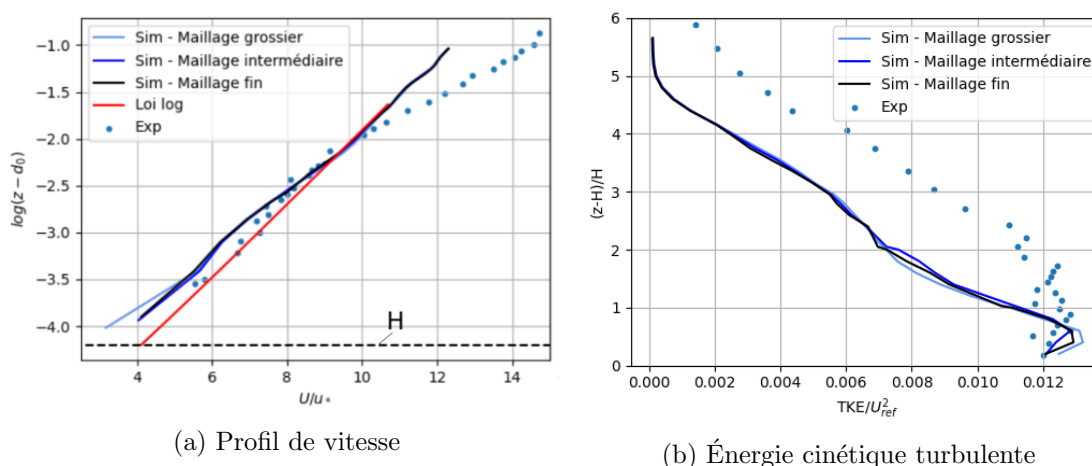 −1.0
−1.5
−2.0
−2.5
−3.0
−3.5
−4.0
log(z − d₀)
Sim - Maillage grossier
Sim - Maillage intermédiaire
Sim - Maillage fin
Loi log
Exp
H
4
6
8
10
12
14
U/u*
(a) Profil de vitesse
6
5
4
3
2
1
0
(z-H)/H
Sim - Maillage grossier
Sim - Maillage intermédiaire
Sim - Maillage fin
Exp
0.000
0.002
0.004
0.006
0.008
0.010
0.012
TKE/U²ref
(b) Énergie cinétique turbulente